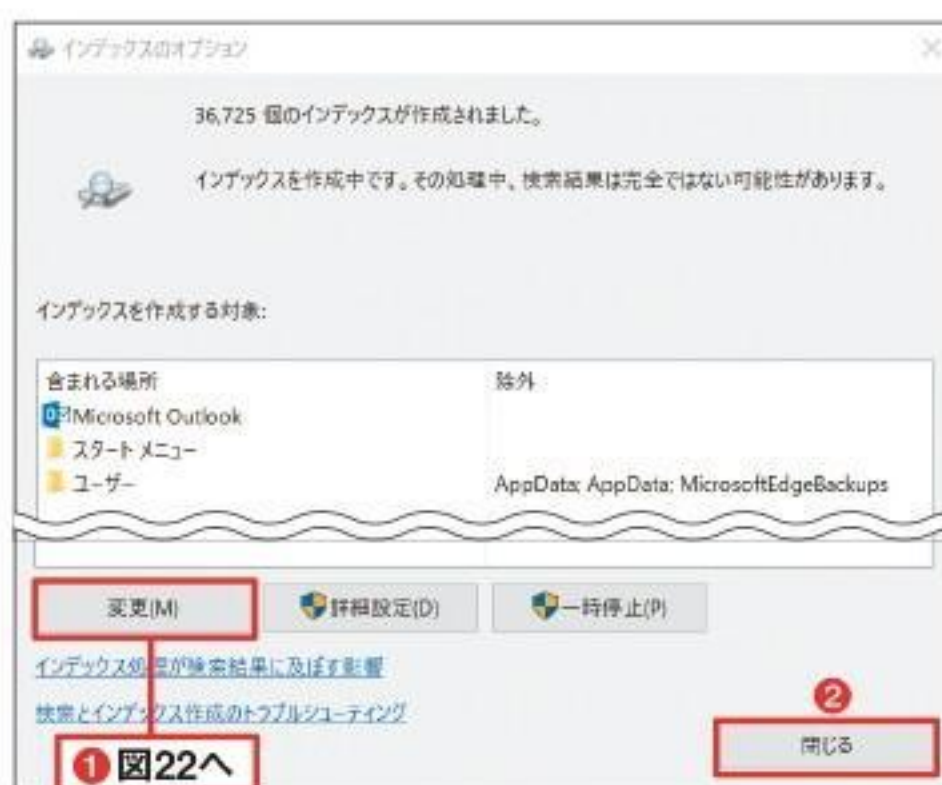 インデックスのオプション
36,725 個のインデックスが作成されました。
インデックスを作成中です。その処理中、検索結果は完全ではない可能性があります。
インデックスを作成する対象:
含まれる場所 除外
Microsoft Outlook
スタート メニュー
ユーザー AppData; AppData; MicrosoftEdgeBackups
変更(M) 詳細設定(D) 一時停止(P)
インデックス処理が検索結果に及ぼす影響
検索とインデックス作成のトラブルシューティング
❷
閉じる
❶図22へ